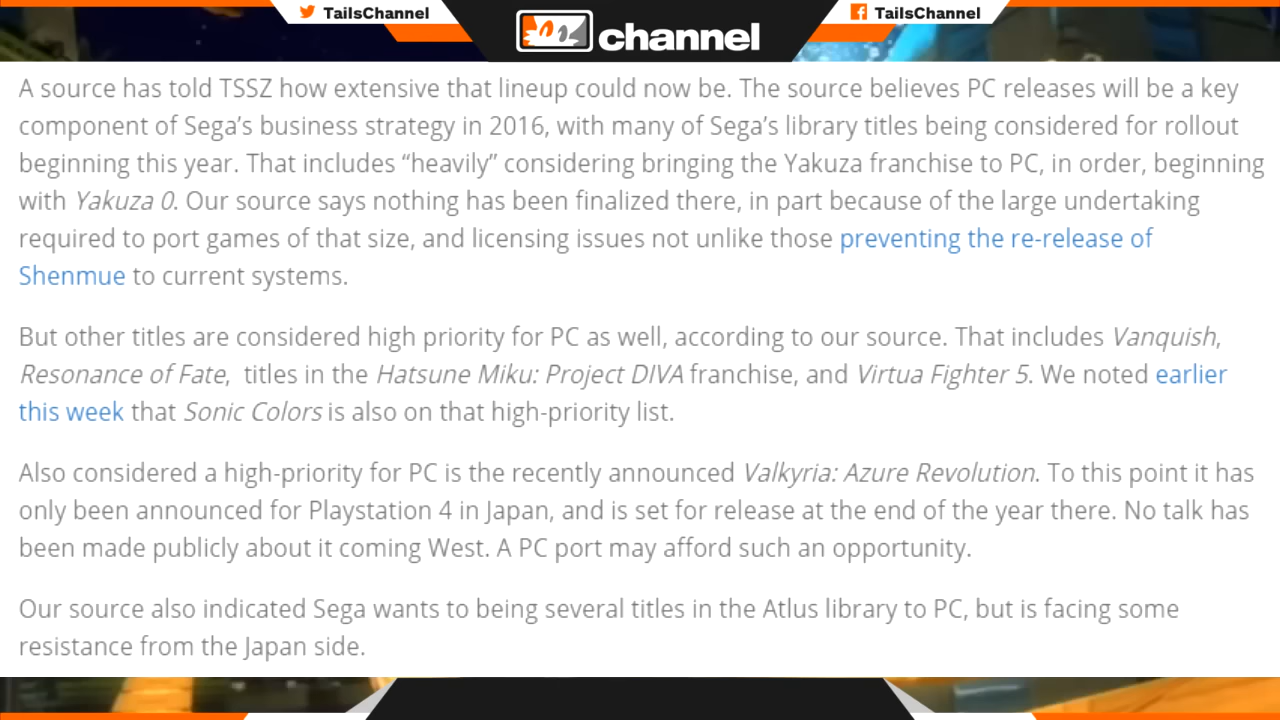 TailsChannel
channel
TailsChannel
A source has told TSSZ how extensive that lineup could now be. The source believes PC releases will be a key
component of Sega’s business strategy in 2016, with many of Sega’s library titles being considered for rollout
beginning this year. That includes “heavily” considering bringing the Yakuza franchise to PC, in order, beginning
with Yakuza 0. Our source says nothing has been finalized there, in part because of the large undertaking
required to port games of that size, and licensing issues not unlike those preventing the re-release of
Shenmue to current systems.
But other titles are considered high priority for PC as well, according to our source. That includes Vanquish,
Resonance of Fate, titles in the Hatsune Miku: Project DIVA franchise, and Virtua Fighter 5. We noted earlier
this week that Sonic Colors is also on that high-priority list.
Also considered a high-priority for PC is the recently announced Valkyria: Azure Revolution. To this point it has
only been announced for Playstation 4 in Japan, and is set for release at the end of the year there. No talk has
been made publicly about it coming West. A PC port may afford such an opportunity.
Our source also indicated Sega wants to being several titles in the Atlus library to PC, but is facing some
resistance from the Japan side.